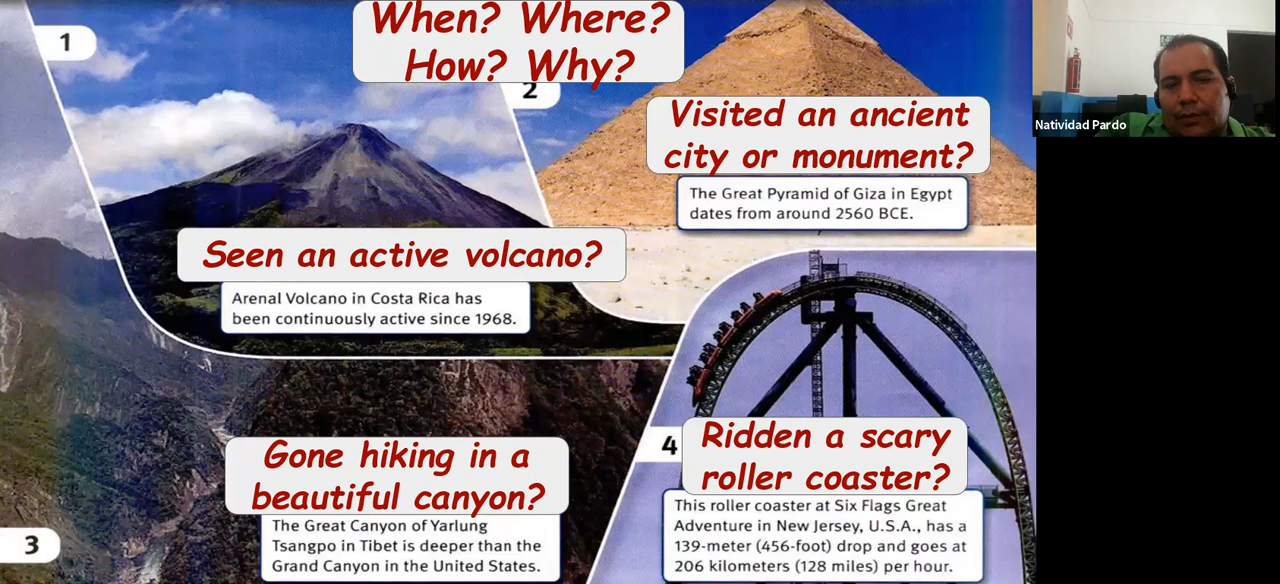 When? Where?
How? Why?
1
2
Visited an ancient
city or monument?
The Great Pyramid of Giza in Egypt
dates from around 2560 BCE.
Seen an active volcano?
Arenal Volcano in Costa Rica has
been continuously active since 1968.
Gone hiking in a
beautiful canyon?
The Great Canyon of Yarlung
Tsangpo in Tibet is deeper than the
Grand Canyon in the United States.
3
4
Ridden a scary
roller coaster?
This roller coaster at Six Flags Great
Adventure in New Jersey, U.S.A., has a
139-meter (456-foot) drop and goes at
206 kilometers (128 miles) per hour.
Natividad Pardo